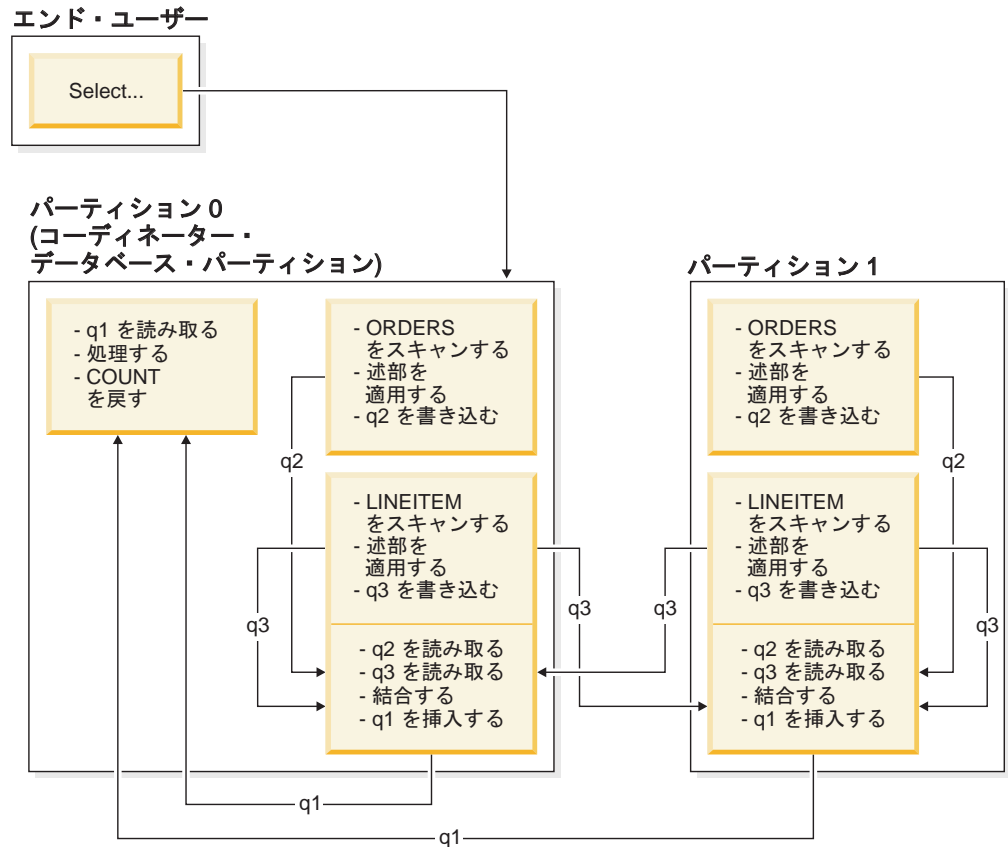 エンド・ユーザー
Select...
パーティション 0
(コーディネーター・
データベース・パーティション)
- q1 を読み取る
- 処理する
- COUNT
を戻す
- ORDERS
をスキャンする
- 述部を
適用する
- q2 を書き込む
q2
- LINEITEM
をスキャンする
- 述部を
適用する
- q3 を書き込む
q3
q3
- q2 を読み取る
- q3 を読み取る
- 結合する
- q1 を挿入する
パーティション 1
- ORDERS
をスキャンする
- 述部を
適用する
- q2 を書き込む
q2
- LINEITEM
をスキャンする
- 述部を
適用する
- q3 を書き込む
q3
q3
- q2 を読み取る
- q3 を読み取る
- 結合する
- q1 を挿入する
q1
q1